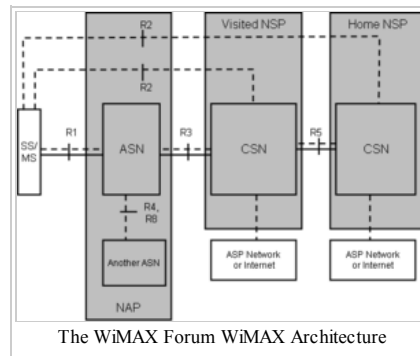 R2
Visited NSP
Home NSP
R2
SS/
MS
R1
ASN
R3
CSN
R5
CSN
R4,
R8
Another ASN
ASP Network
or Internet
ASP Network
or Internet
NAP
The WiMAX Forum WiMAX Architecture